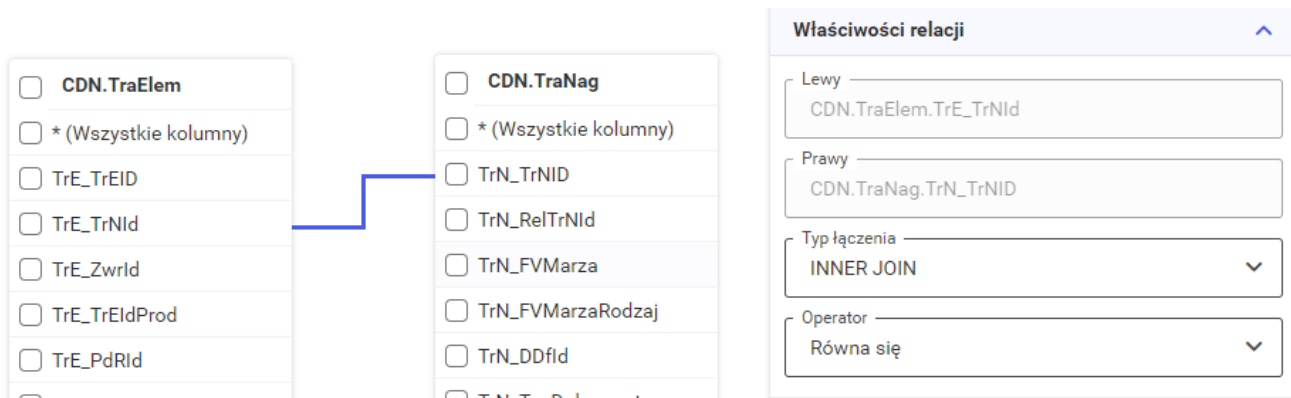 CDN.TraElem
* (Wszystkie kolumny)
TrE_TrEID
TrE_TrNId
TrE_ZwrId
TrE_TrEIdProd
TrE_PdRId
CDN.TraNag
* (Wszystkie kolumny)
TrN_TrNID
TrN_RelTrNId
TrN_FVMarza
TrN_FVMarzaRodzaj
TrN_DDfId
Właściwości relacji
Lewy
CDN.TraElem.TrE_TrNId
Prawy
CDN.TraNag.TrN_TrNID
Typ łączenia
INNER JOIN
Operator
Równa się